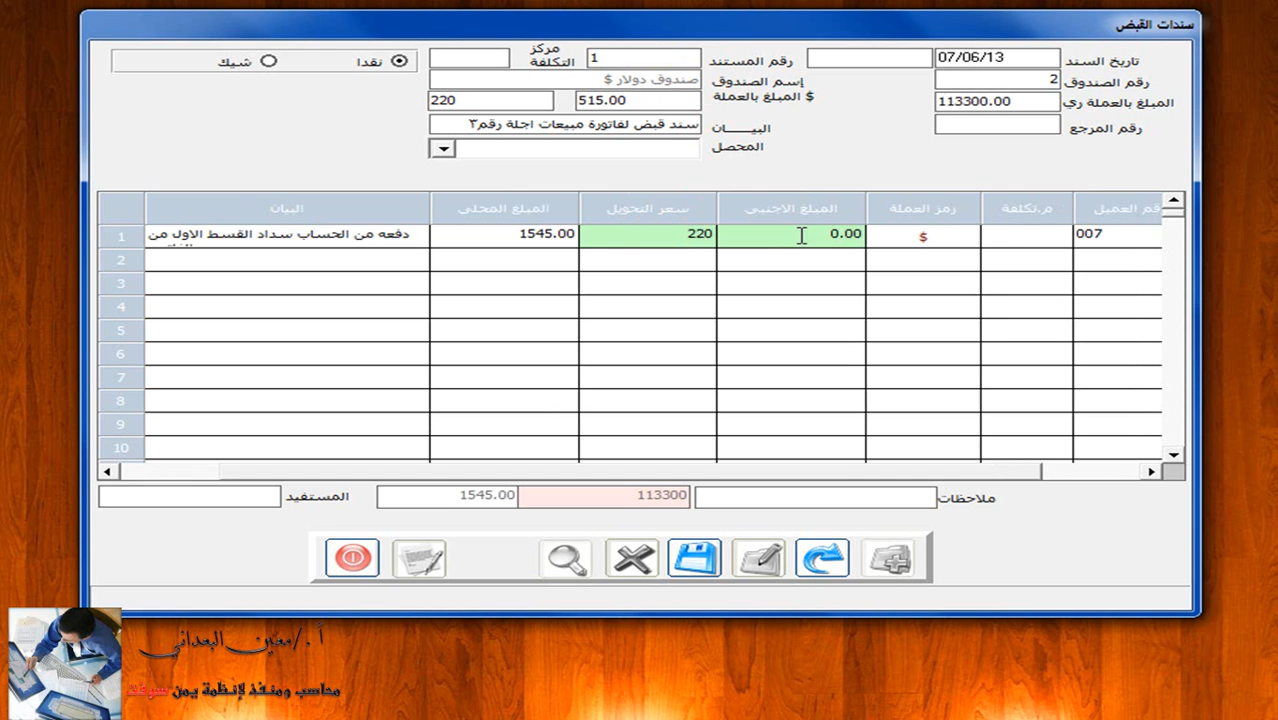 سندات القبض
تاريخ السند 07/06/13 رقم المستند 1 مركز التكلفة نقدا شيك
رقم الصندوق 2 إسم الصندوق صندوق دولار $
المبلغ بالعملة ري 113300.00 المبلغ بالعملة $ 515.00 220
رقم المرجع البيـــــان سند قبض لفاتورة مبيعات اجلة رقم٣
المحصل
قم العميل م.تكلفة رمز العملة المبلغ الاجنبى سعر التحويل المبلغ المحلى البيان
007 $ 0.00 220 1545.00 دفعه من الحساب سداد القسط الاول من 1
2
3
4
5
6
7
8
9
10
ملاحظات 113300 1545.00 المستفيد
أ./معين البعداني
محاسب ومنفذ لإنظمة يمن سوفت